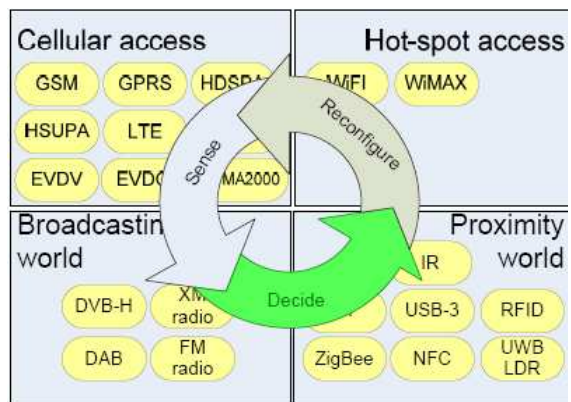 Cellular access
GSM GPRS
HSUPA LTE
EVDV
Hot-spot access
WiFI WiMAX
Sense
Reconfigure
Decide
world
DVB-H XM
radio
DAB FM
radio
Proximity
world
IR
USB-3 RFID
ZigBee NFC UWB
LDR